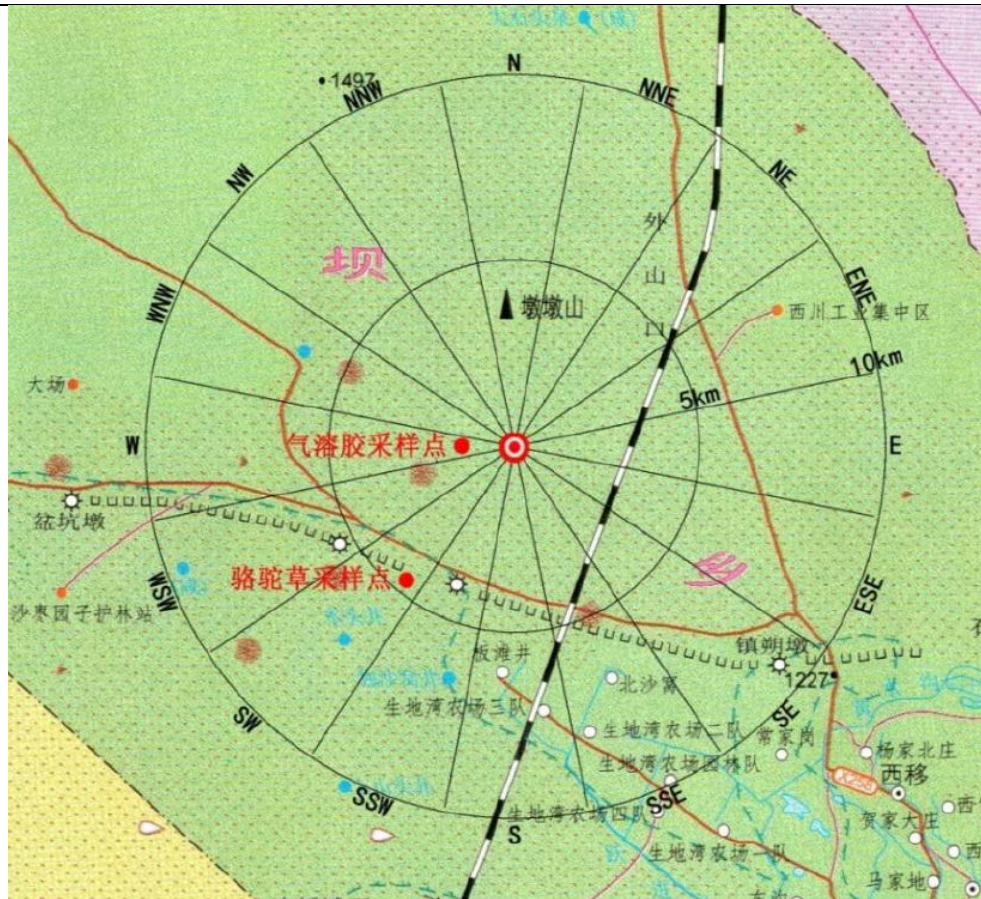 (碱)
N
1497
NNW
NNE
NW
NE
外
山
口
坝
墩墩山
ENE
WNW
西川工业集中区
10km
5km
大场
W
气溶胶采样点
E
盆坑墩
骆驼草采样点
WSW
沙枣园子护林站
ESE
镇朔墩
1227
板滩井
北沙窝
生地湾农场三队
SW
SE
生地湾农场二队
常家岗
杨家北庄
生地湾农场园林队
X258
西移
SSW
SSE
生地湾农场四队
S
贺家大庄
生地湾农场一队
马家地